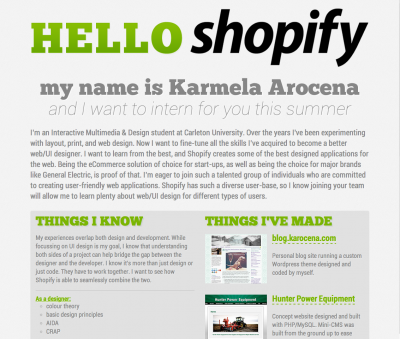 HELLO shopify
my name is Karmela Arocena
and I want to intern for you this summer
I'm an Interactive Multimedia & Design student at Carleton University. Over the years I've been experimenting
with layout, print, and web design. Now I want to fine-tune all the skills I've acquired to become a better
web/UI designer. I want to learn from the best, and Shopify creates some of the best designed applications for
the web. Being the eCommerce solution of choice for start-ups, as well as being the choice for major brands
like General Electric, is proof of that. I'm eager to join such a talented group of individuals who are committed
to creating user-friendly web applications. Shopify has such a diverse user-base, so I know joining your team
will allow me to learn plenty about web/UI design for different types of users.
THINGS I KNOW
My experiences overlap both design and development. While
focussing on UI design is my goal, I know that understanding
both sides of a project can help bridge the gap between the
designer and the developer. I know it's more than just design or
just code. They have to work together. I want to see how
Shopify is able to seamlessly combine the two.
As a designer:
colour theory
basic design principles
AIDA
CRAP
THINGS I'VE MADE
blog.karocena.com
Personal blog site running a custom
Wordpress theme designed and
coded by myself.
Hunter Power Equipment
Concept website designed and built
with PHP/MySQL. Mini-CMS was
built from the ground up to ease